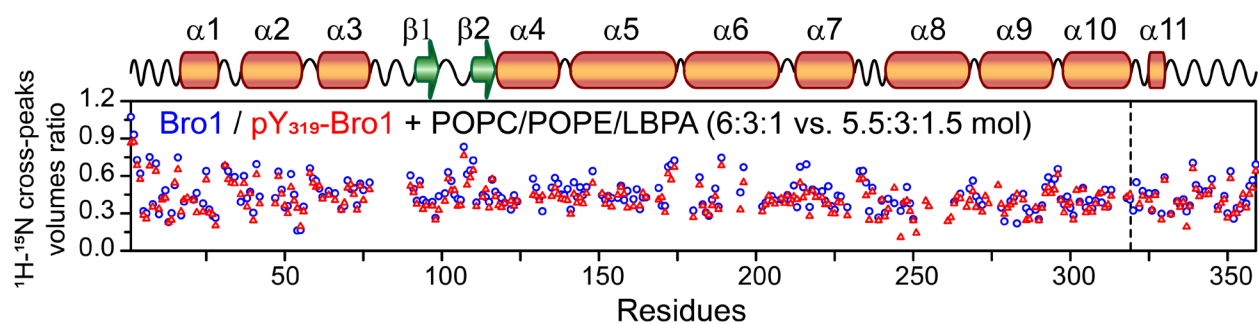 α1 α2 α3 β1 β2 α4 α5 α6 α7 α8 α9 α10 α11
1.2
0.9
0.6
0.3
0.0
¹H-¹⁵N cross-peaks
volumes ratio
Bro1 / pY₃₁₉-Bro1 + POPC/POPE/LBPA (6:3:1 vs. 5.5:3:1.5 mol)
50 100 150 200 250 300 350
Residues